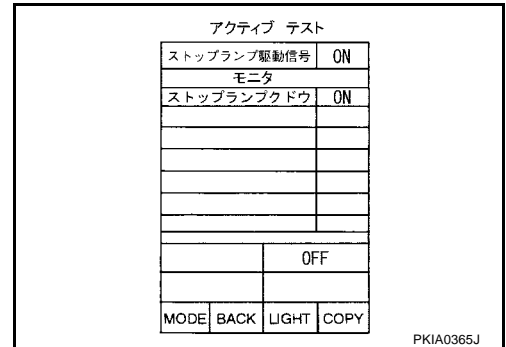 アクティブ テスト
ストップランプ駆動信号 ON
モニタ
ストップランプクドウ ON
OFF
MODE BACK LIGHT COPY
PKIA0365J